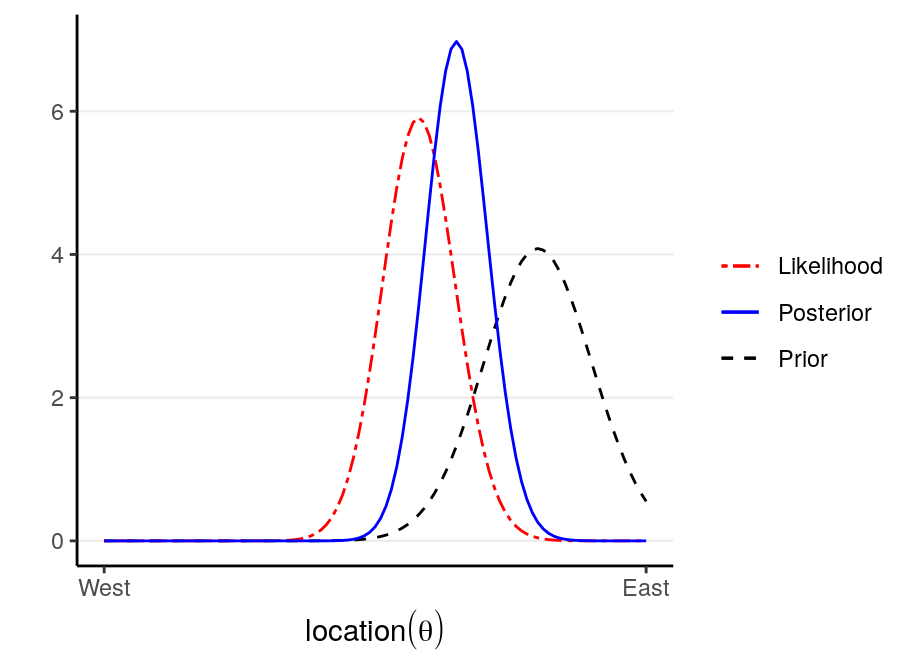 6
4
2
0
West
East
location(θ)
Likelihood
Posterior
Prior